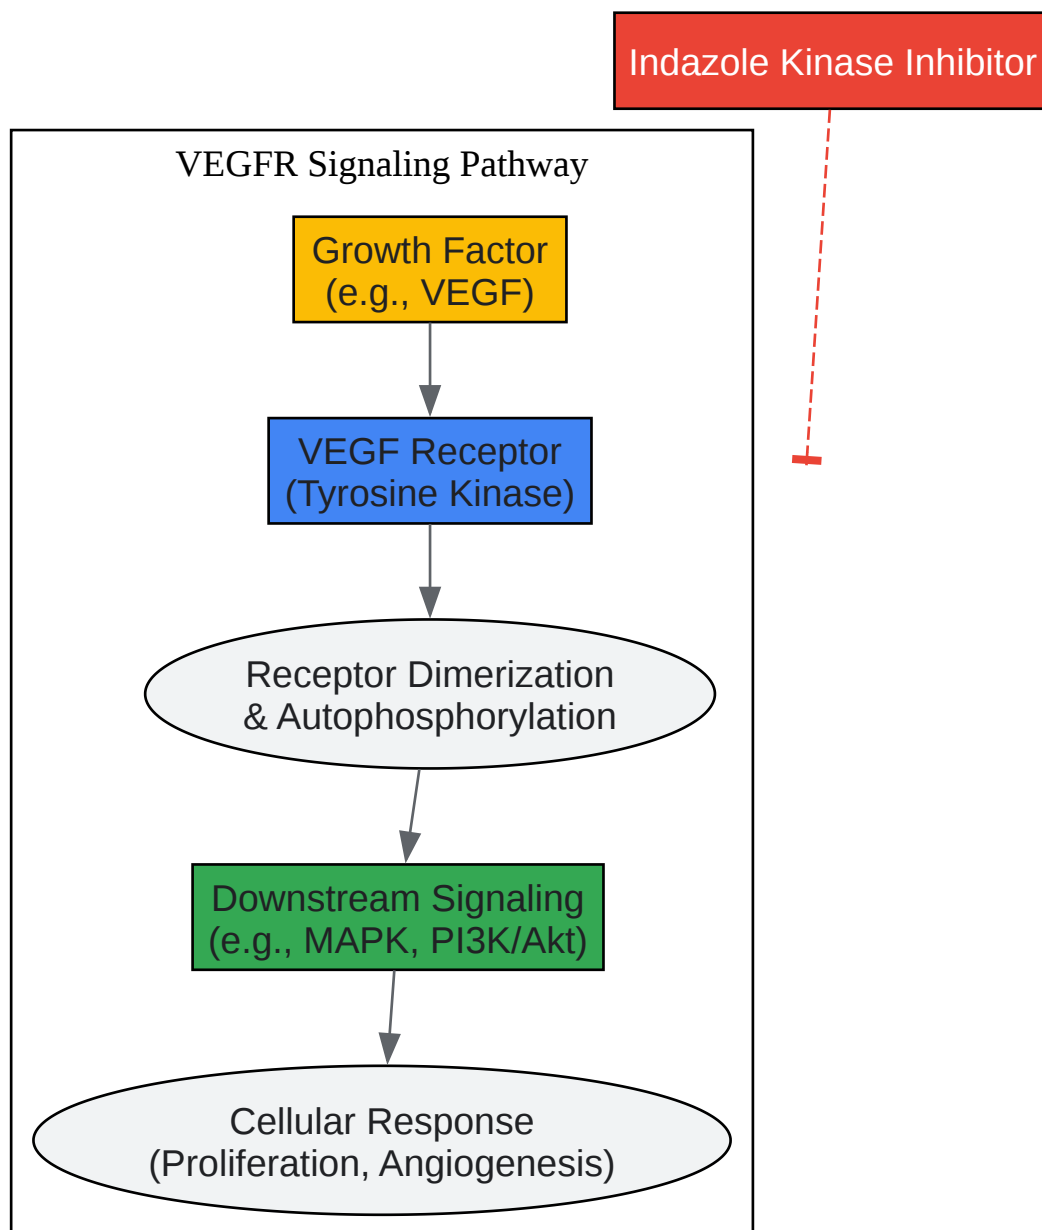 Indazole Kinase Inhibitor
VEGFR Signaling Pathway
Growth Factor
(e.g., VEGF)
VEGF Receptor
(Tyrosine Kinase)
Receptor Dimerization
& Autophosphorylation
Downstream Signaling
(e.g., MAPK, PI3K/Akt)
Cellular Response
(Proliferation, Angiogenesis)